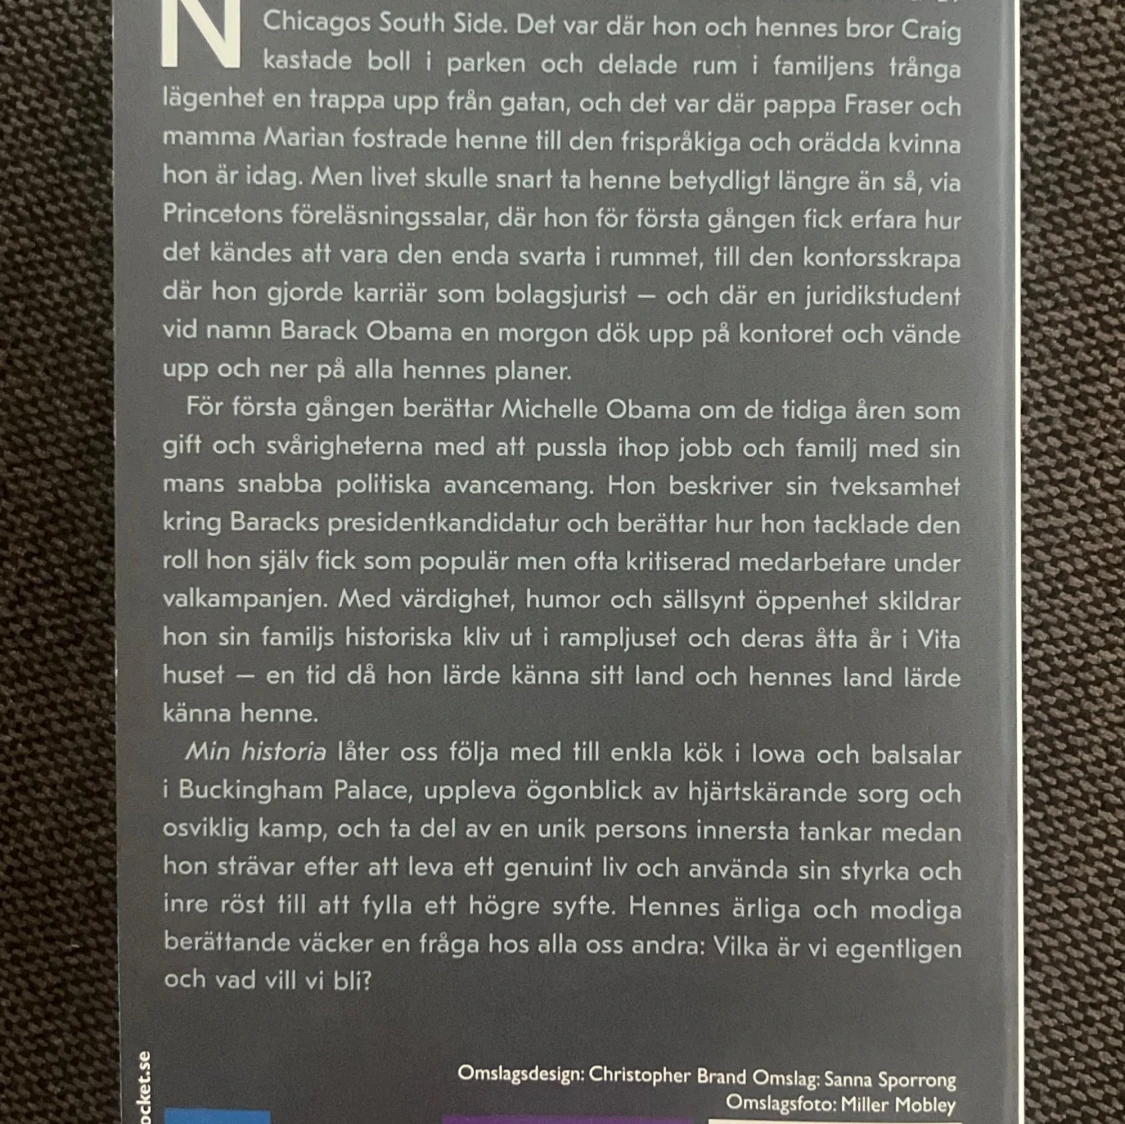 N
Chicagos South Side. Det var där hon och hennes bror Craig
kastade boll i parken och delade rum i familjens trånga
lägenhet en trappa upp från gatan, och det var där pappa Fraser och
mamma Marian fostrade henne till den frispråkiga och orädda kvinna
hon är idag. Men livet skulle snart ta henne betydligt längre än så, via
Princetons föreläsningssalar, där hon för första gången fick erfara hur
det kändes att vara den enda svarta i rummet, till den kontorsskrapa
där hon gjorde karriär som bolagsjurist – och där en juridikstudent
vid namn Barack Obama en morgon dök upp på kontoret och vände
upp och ner på alla hennes planer.
För första gången berättar Michelle Obama om de tidiga åren som
gift och svårigheterna med att pussla ihop jobb och familj med sin
mans snabba politiska avancemang. Hon beskriver sin tveksamhet
kring Baracks presidentkandidatur och berättar hur hon tacklade den
roll hon själv fick som populär men ofta kritiserad medarbetare under
valkampanjen. Med värdighet, humor och sällsynt öppenhet skildrar
hon sin familjs historiska kliv ut i rampljuset och deras åtta år i Vita
huset – en tid då hon lärde känna sitt land och hennes land lärde
känna henne.
Min historia låter oss följa med till enkla kök i Iowa och balsalar
i Buckingham Palace, uppleva ögonblick av hjärtskärande sorg och
osviklig kamp, och ta del av en unik persons innersta tankar medan
hon strävar efter att leva ett genuint liv och använda sin styrka och
inre röst till att fylla ett högre syfte. Hennes ärliga och modiga
berättande väcker en fråga hos alla oss andra: Vilka är vi egentligen
och vad vill vi bli?
Omslagsdesign: Christopher Brand Omslag: Sanna Sporrong
Omslagsfoto: Miller Mobley
ocket.se